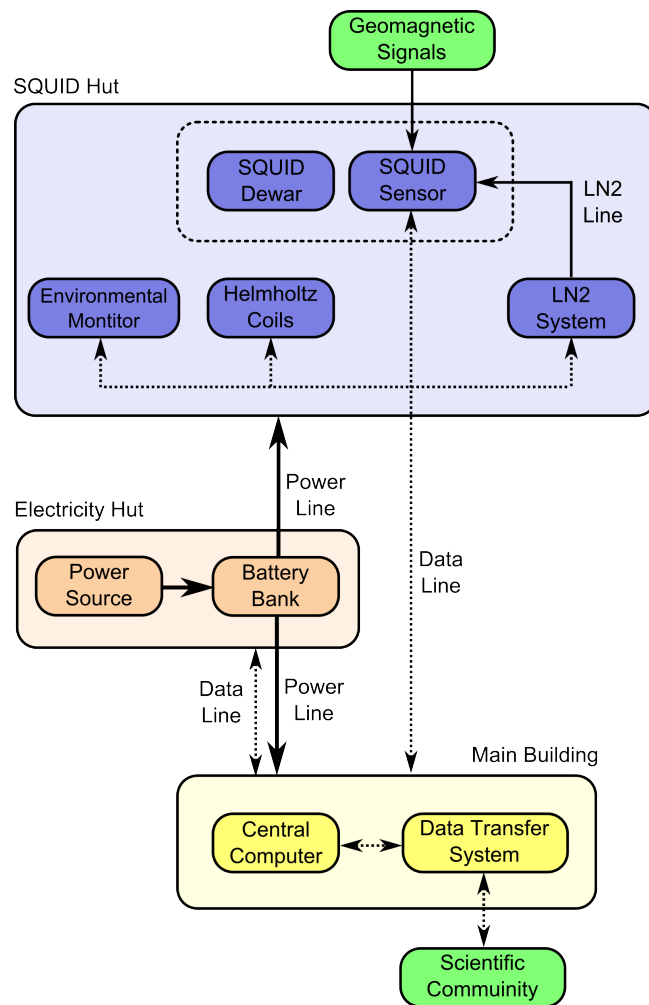 Geomagnetic
Signals
SQUID Hut
SQUID
Dewar
SQUID
Sensor
LN2
Line
Environmental
Montitor
Helmholtz
Coils
LN2
System
Power
Line
Electricity Hut
Power
Source
Battery
Bank
Data
Line
Data
Line
Power
Line
Main Building
Central
Computer
Data Transfer
System
Scientific
Commuinity